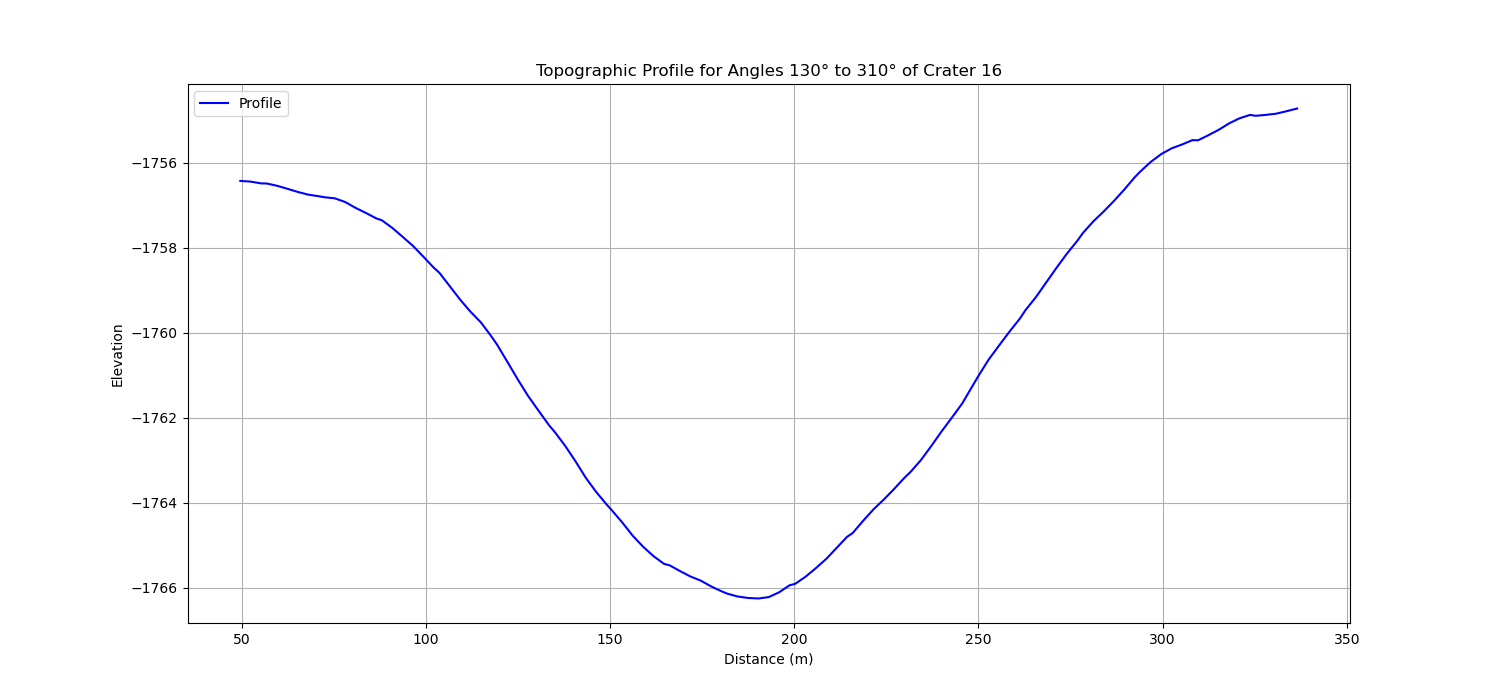 Topographic Profile for Angles 130° to 310° of Crater 16
Profile
−1756
−1758
−1760
−1762
−1764
−1766
Elevation
50 100 150 200 250 300 350
Distance (m)